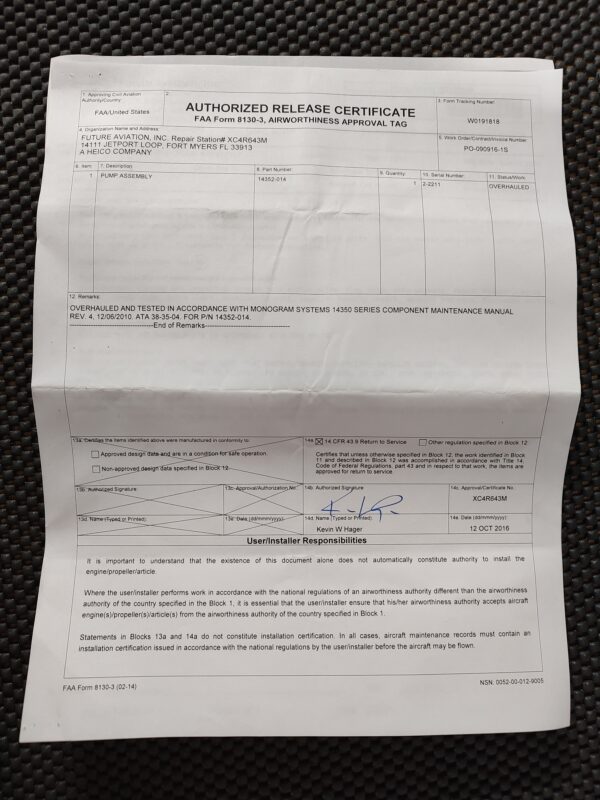 1. Approving Civil Aviation Authority/Country
FAA/United States
2.
AUTHORIZED RELEASE CERTIFICATE
FAA Form 8130-3, AIRWORTHINESS APPROVAL TAG
3. Form Tracking Number
W0191818
4. Organization Name and Address:
FUTURE AVIATION, INC. Repair Station# XC4R643M
14111 JETPORT LOOP, FORT MYERS FL 33913
A HEICO COMPANY
5. Work Order/Contract/Invoice Number
PO-090916-1S
6. Item: 7. Description 8. Part Number: 9. Quantity: 10. Serial Number: 11. Status/Work:
1 PUMP ASSEMBLY 14352-014 1 2-2211 OVERHAULED
12. Remarks:
OVERHAULED AND TESTED IN ACCORDANCE WITH MONOGRAM SYSTEMS 14350 SERIES COMPONENT MAINTENANCE MANUAL
REV. 4, 12/06/2010. ATA 38-35-04. FOR P/N 14352-014.
----------------------------End of Remarks----------------------------
13a. Certifies the items identified above were manufactured in conformity to:
Approved design data and are in a condition for safe operation.
Non-approved design data specified in Block 12.
14a. 14 CFR 43.9 Return to Service Other regulation specified in Block 12
Certifies that unless otherwise specified in Block 12, the work identified in Block
11 and described in Block 12 was accomplished in accordance with Title 14,
Code of Federal Regulations, part 43 and in respect to that work, the items are
approved for return to service.
13b. Authorized Signature: 13c. Approval/Authorization No.:
14b. Authorized Signature: 14c. Approval/Certificate No.:
XC4R643M
13d. Name (Typed or Printed): 13e. Date (dd/mmm/yyyy):
14d. Name (Typed or Printed): 14e. Date (dd/mmm/yyyy):
Kevin W Hager 12 OCT 2016
User/Installer Responsibilities
It is important to understand that the existence of this document alone does not automatically constitute authority to install the
engine/propeller/article.
Where the user/installer performs work in accordance with the national regulations of an airworthiness authority different than the airworthiness
authority of the country specified in the Block 1, it is essential that the user/installer ensure that his/her airworthiness authority accepts aircraft
engine(s)/propeller(s)/article(s) from the airworthiness authority of the country specified in Block 1.
Statements in Blocks 13a and 14a do not constitute installation certification. In all cases, aircraft maintenance records must contain an
installation certification issued in accordance with the national regulations by the user/installer before the aircraft may be flown.
FAA Form 8130-3 (02-14)
NSN: 0052-00-012-9005